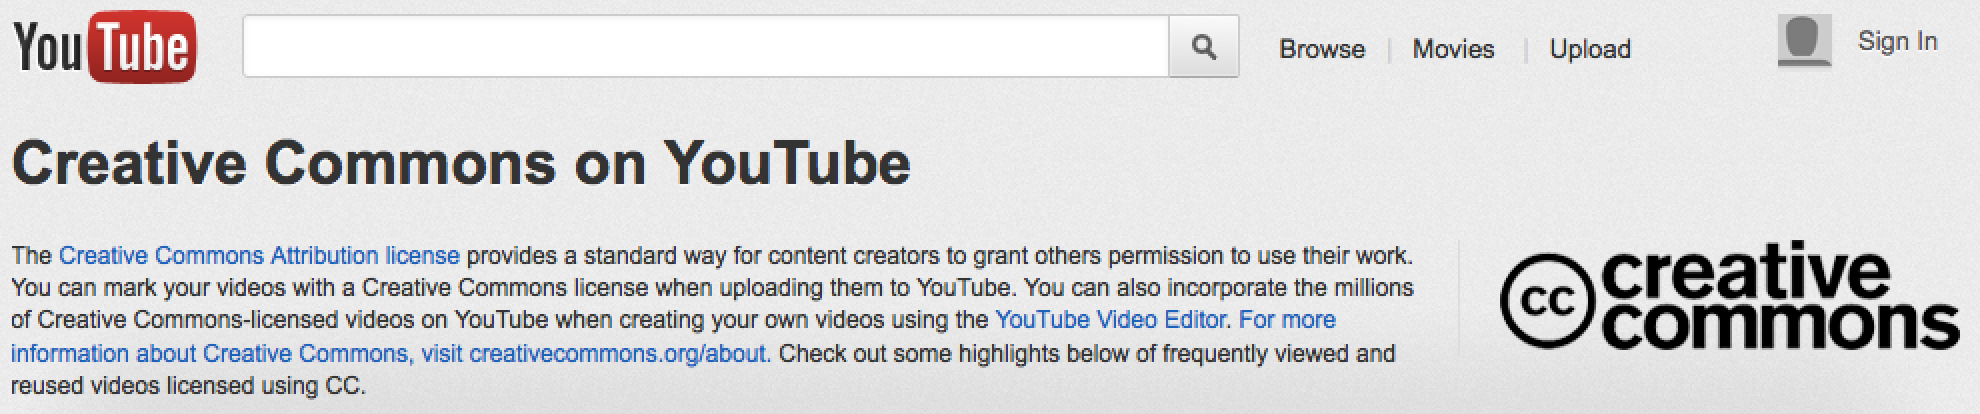 YouTube
Browse | Movies | Upload
Sign In
Creative Commons on YouTube
The Creative Commons Attribution license provides a standard way for content creators to grant others permission to use their work.
You can mark your videos with a Creative Commons license when uploading them to YouTube. You can also incorporate the millions
of Creative Commons-licensed videos on YouTube when creating your own videos using the YouTube Video Editor. For more
information about Creative Commons, visit creativecommons.org/about. Check out some highlights below of frequently viewed and
reused videos licensed using CC.
cc
creative
commons